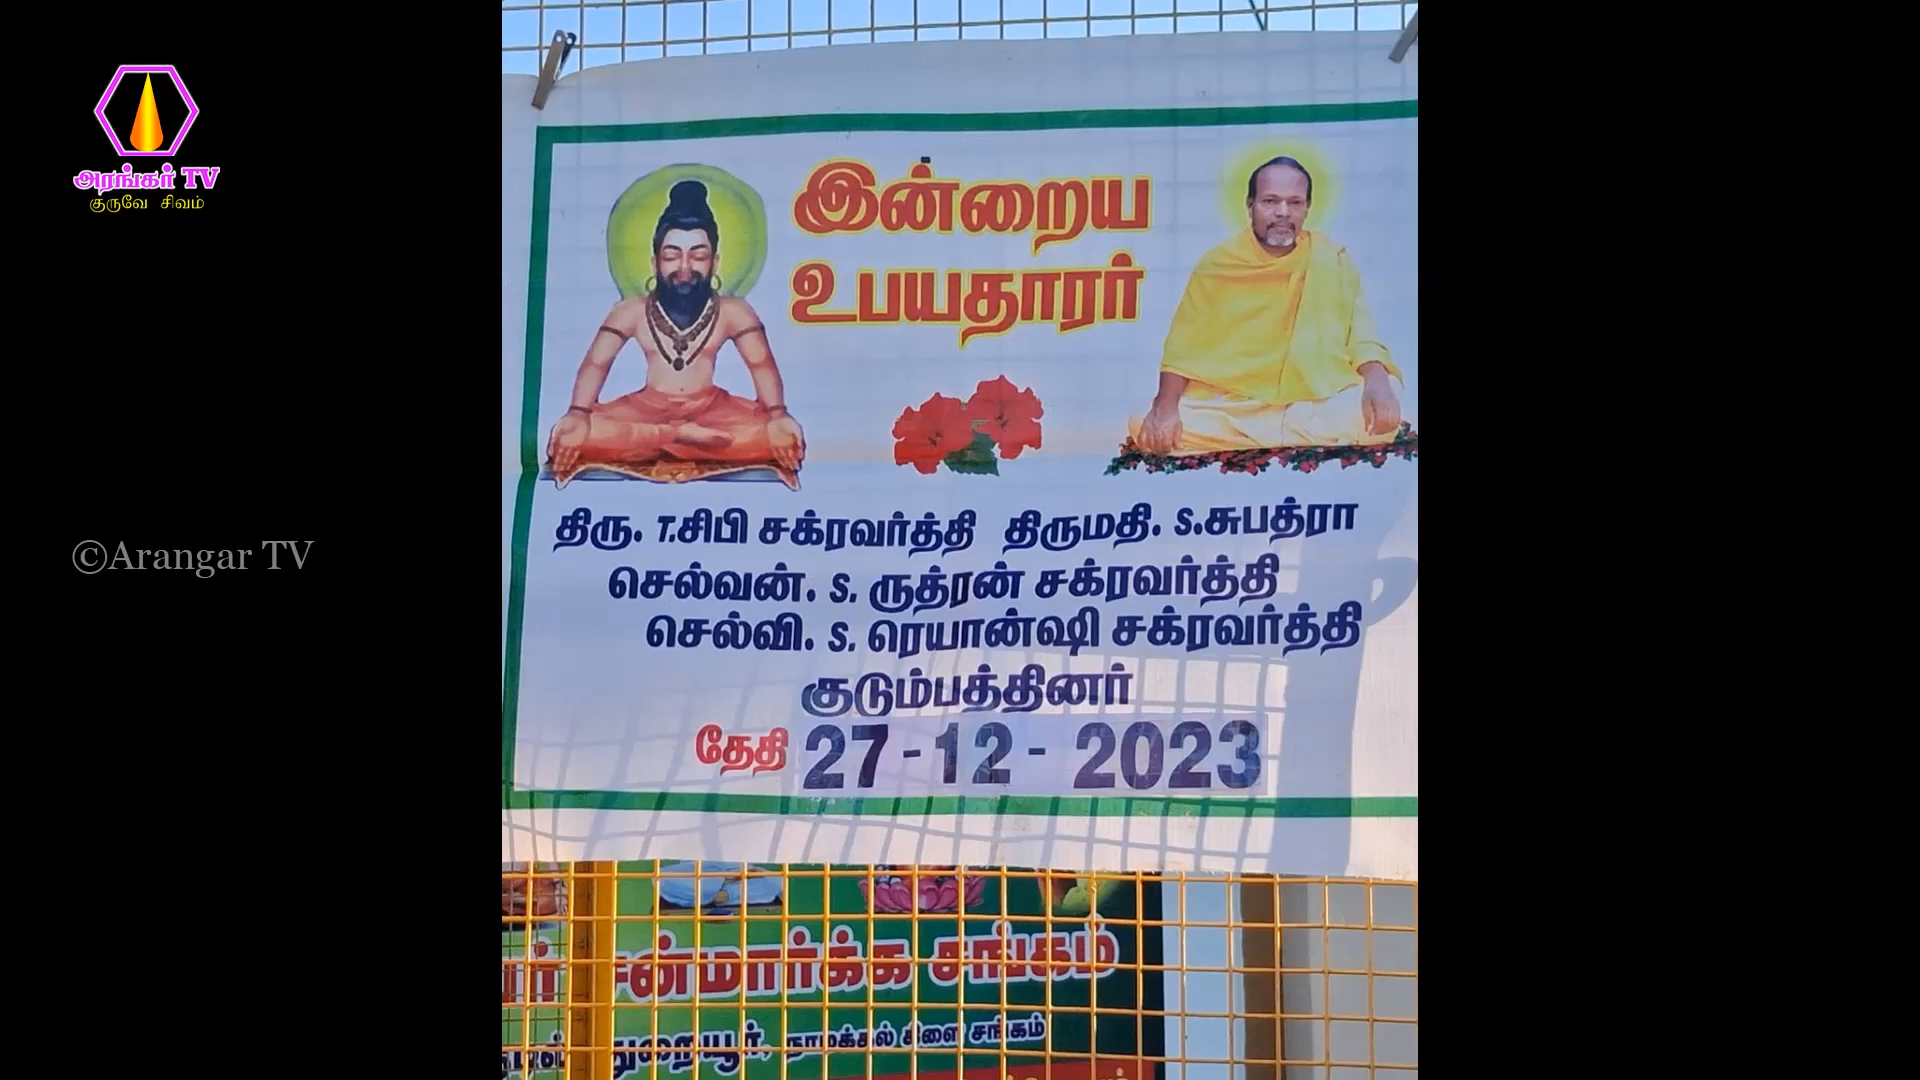 அரங்கர் TV
குருவே சிவம்
©Arangar TV
இன்றைய
உபயதாரர்
திரு. T.சிபி சக்ரவர்த்தி திருமதி. S.சுபத்ரா
செல்வன். S. ருத்ரன் சக்ரவர்த்தி
செல்வி. S. ரெயான்ஷி சக்ரவர்த்தி
குடும்பத்தினர்
தேதி 27-12-2023
சன்மார்க்க சங்கம்
துறையூர், நாமக்கல் கிளை சங்கம்